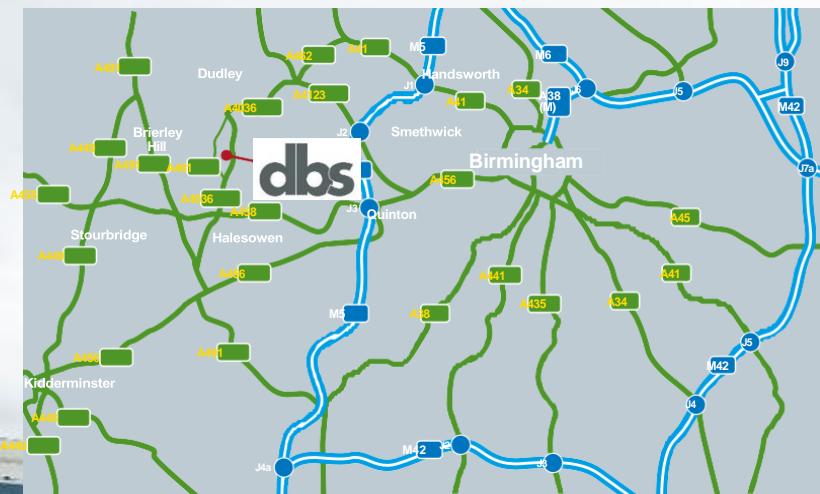 M5
A41
A462
M6
J9
A461
Dudley
J1
Handsworth
A34
A38
(M)
J6
J5
A4123
A41
M42
A4036
J2
Smethwick
Brierley
Hill
A461
Birmingham
J7a
dbs
A456
J3
Quinton
A4036
A458
A45
Stourbridge
Halesowen
A456
A441
A41
A435
A34
M5
A38
J5
M42
Kidderminster
J4
M42
J4a